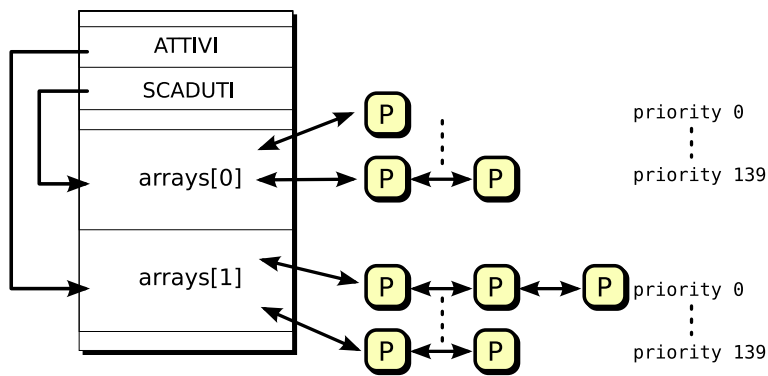 ATTIVI
SCADUTI
P
priority 0
arrays[0]
P P
priority 139
arrays[1]
P P P
priority 0
P P
priority 139